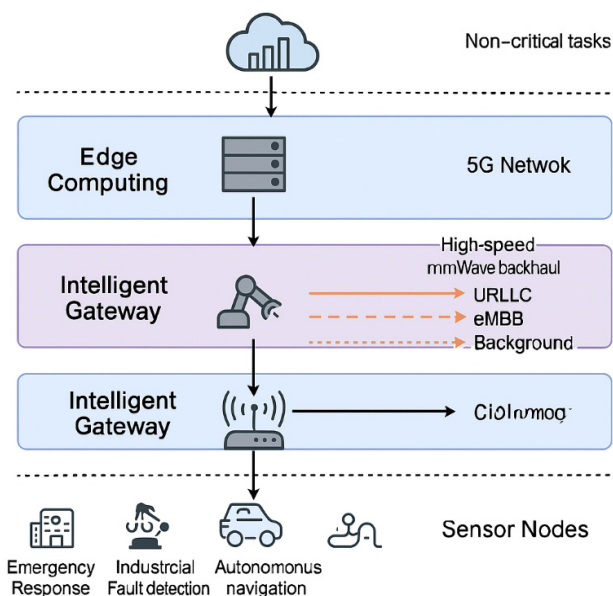 Non-critical tasks
Edge
Computing
5G Netwok
High-speed
mmWave backhaul
Intelligent
Gateway
URLLC
eMBB
Background
Intelligent
Gateway
Sensor Nodes
Emergency
Response
Industrcial
Fault detection
Autonomonus
navigation